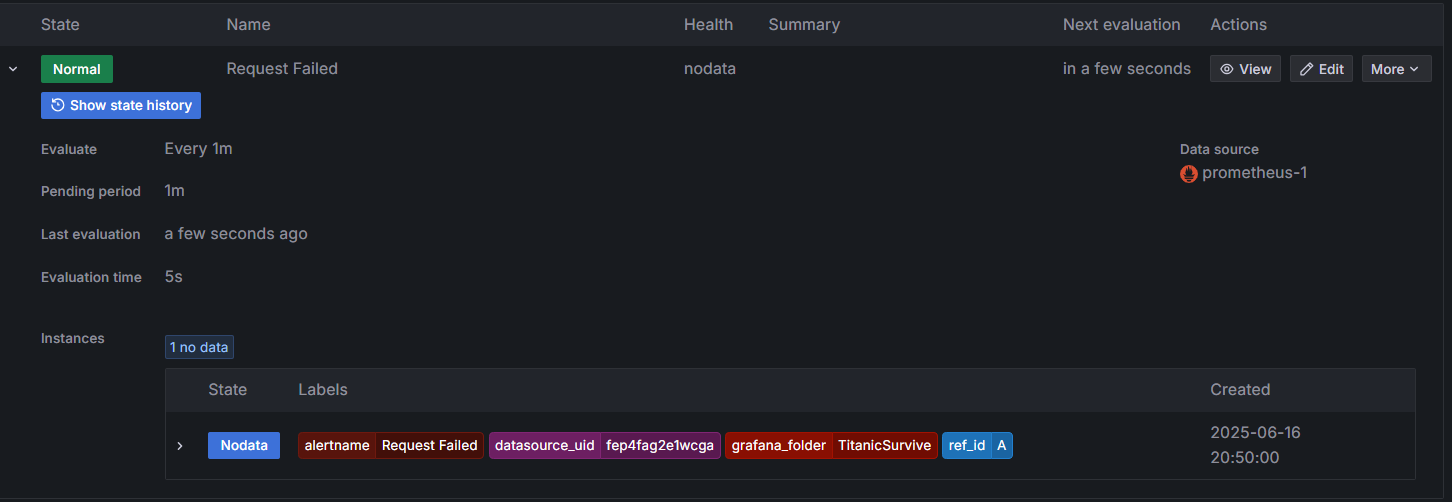 State Name Health Summary Next evaluation Actions
Normal Request Failed nodata in a few seconds View Edit More
Show state history
Evaluate Every 1m Data source
prometheus-1
Pending period 1m
Last evaluation a few seconds ago
Evaluation time 5s
Instances 1 no data
State Labels Created
Nodata alertname Request Failed datasource_uid fep4fag2e1wcga grafana_folder TitanicSurvive ref_id A 2025-06-16
20:50:00